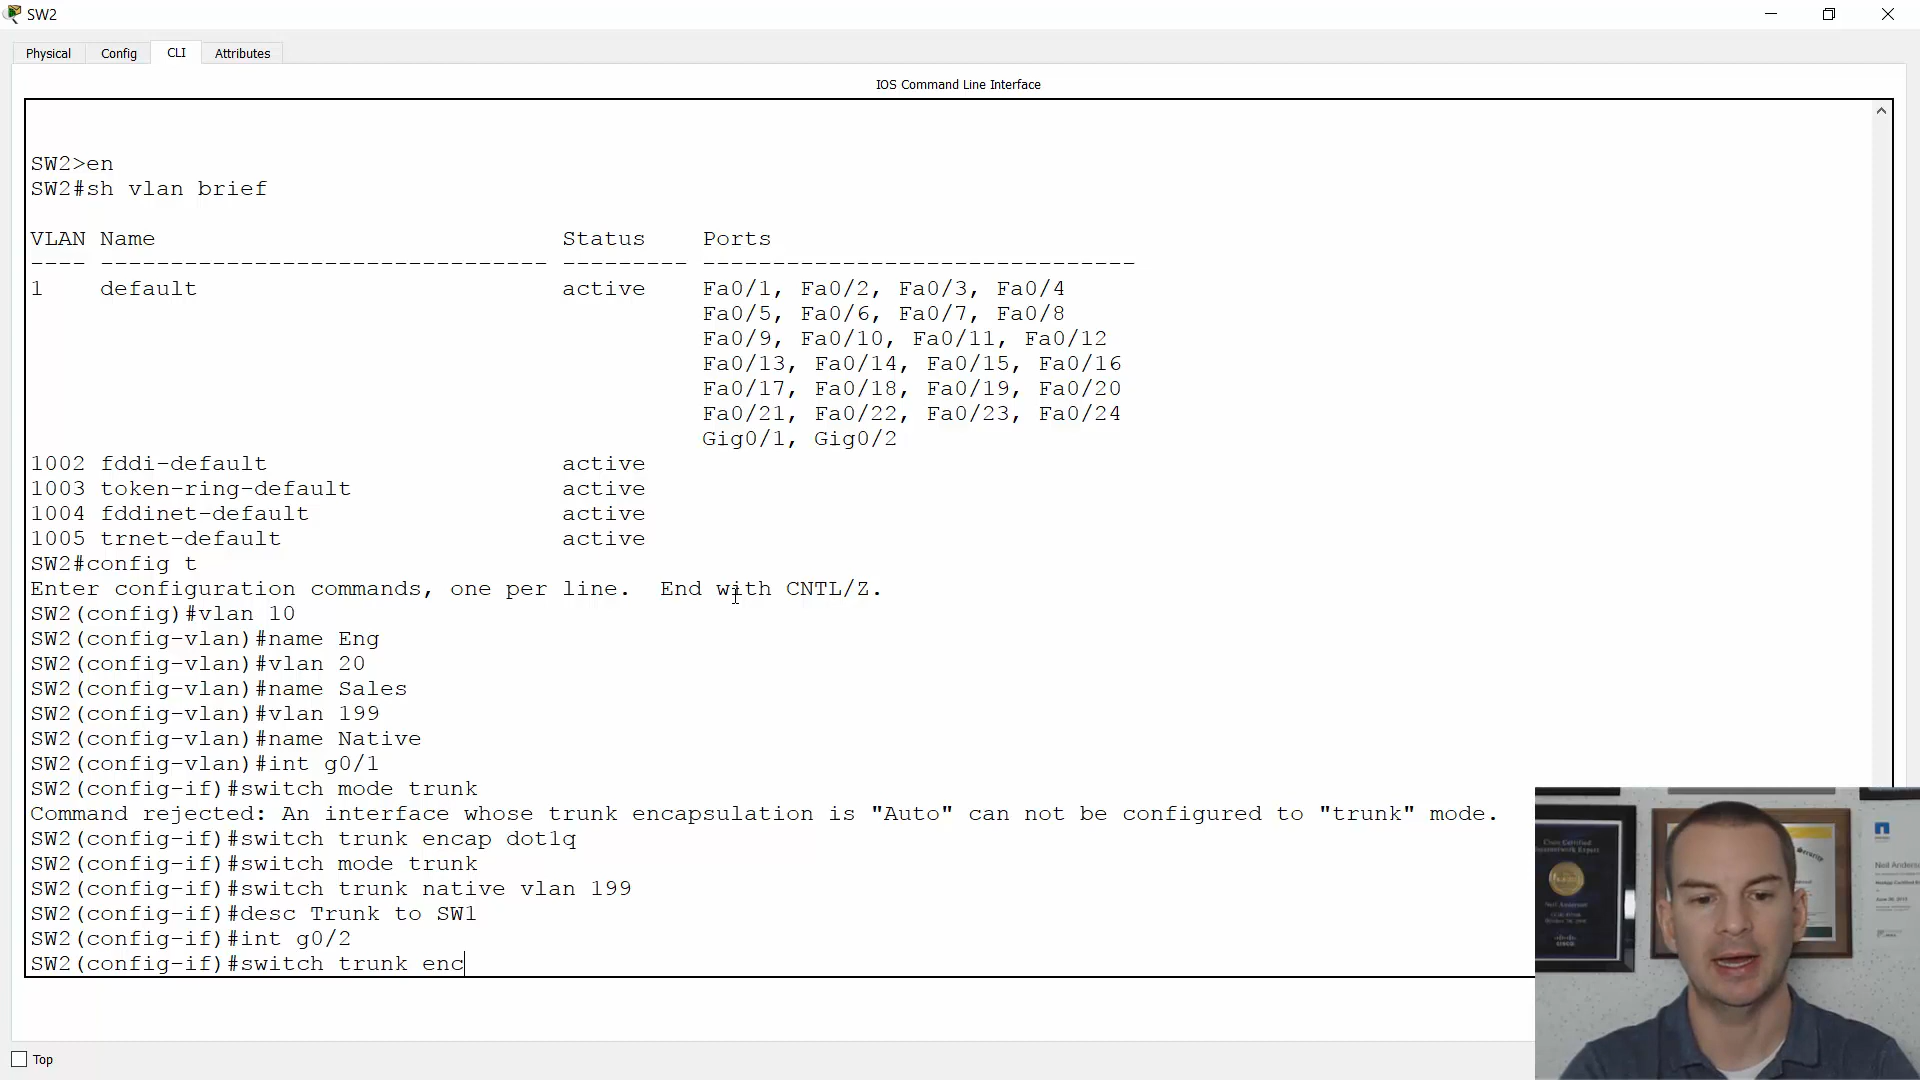 SW2
Physical Config CLI Attributes
IOS Command Line Interface
SW2>en
SW2#sh vlan brief
VLAN Name                             Status    Ports
---- -------------------------------- --------- -------------------------------
1    default                          active    Fa0/1, Fa0/2, Fa0/3, Fa0/4
                                                Fa0/5, Fa0/6, Fa0/7, Fa0/8
                                                Fa0/9, Fa0/10, Fa0/11, Fa0/12
                                                Fa0/13, Fa0/14, Fa0/15, Fa0/16
                                                Fa0/17, Fa0/18, Fa0/19, Fa0/20
                                                Fa0/21, Fa0/22, Fa0/23, Fa0/24
                                                Gig0/1, Gig0/2
1002 fddi-default                     active
1003 token-ring-default               active
1004 fddinet-default                  active
1005 trnet-default                    active
SW2#config t
Enter configuration commands, one per line.  End with CNTL/Z.
SW2(config)#vlan 10
SW2(config-vlan)#name Eng
SW2(config-vlan)#vlan 20
SW2(config-vlan)#name Sales
SW2(config-vlan)#vlan 199
SW2(config-vlan)#name Native
SW2(config-vlan)#int g0/1
SW2(config-if)#switch mode trunk
Command rejected: An interface whose trunk encapsulation is "Auto" can not be configured to "trunk" mode.
SW2(config-if)#switch trunk encap dot1q
SW2(config-if)#switch mode trunk
SW2(config-if)#switch trunk native vlan 199
SW2(config-if)#desc Trunk to SW1
SW2(config-if)#int g0/2
SW2(config-if)#switch trunk enc
Top